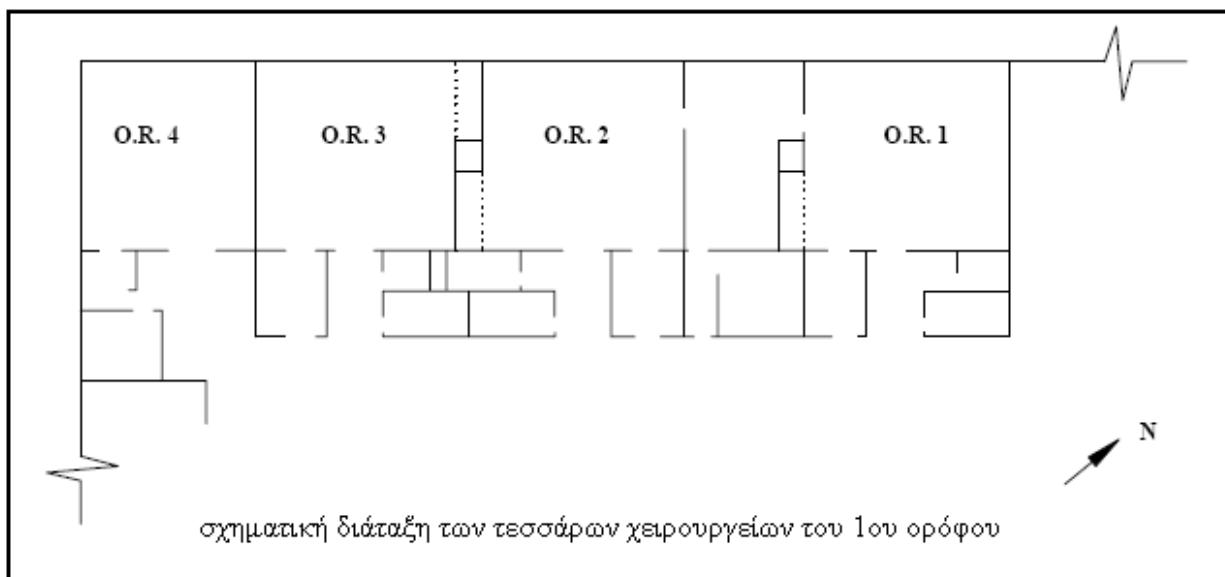 O.R. 4
O.R. 3
O.R. 2
O.R. 1
N
σχηματική διάταξη των τεσσάρων χειρουργείων του 1ου ορόφου